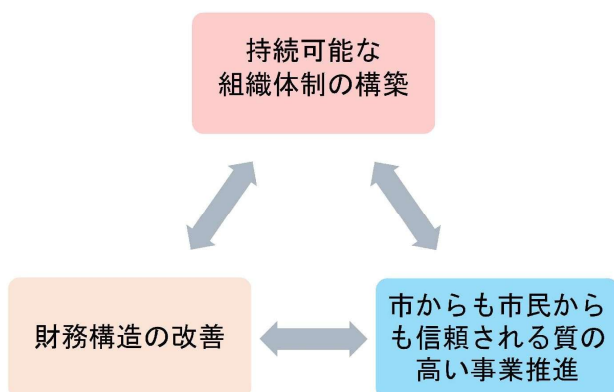 持続可能な
組織体制の構築
財務構造の改善
市からも市民から
も信頼される質の
高い事業推進